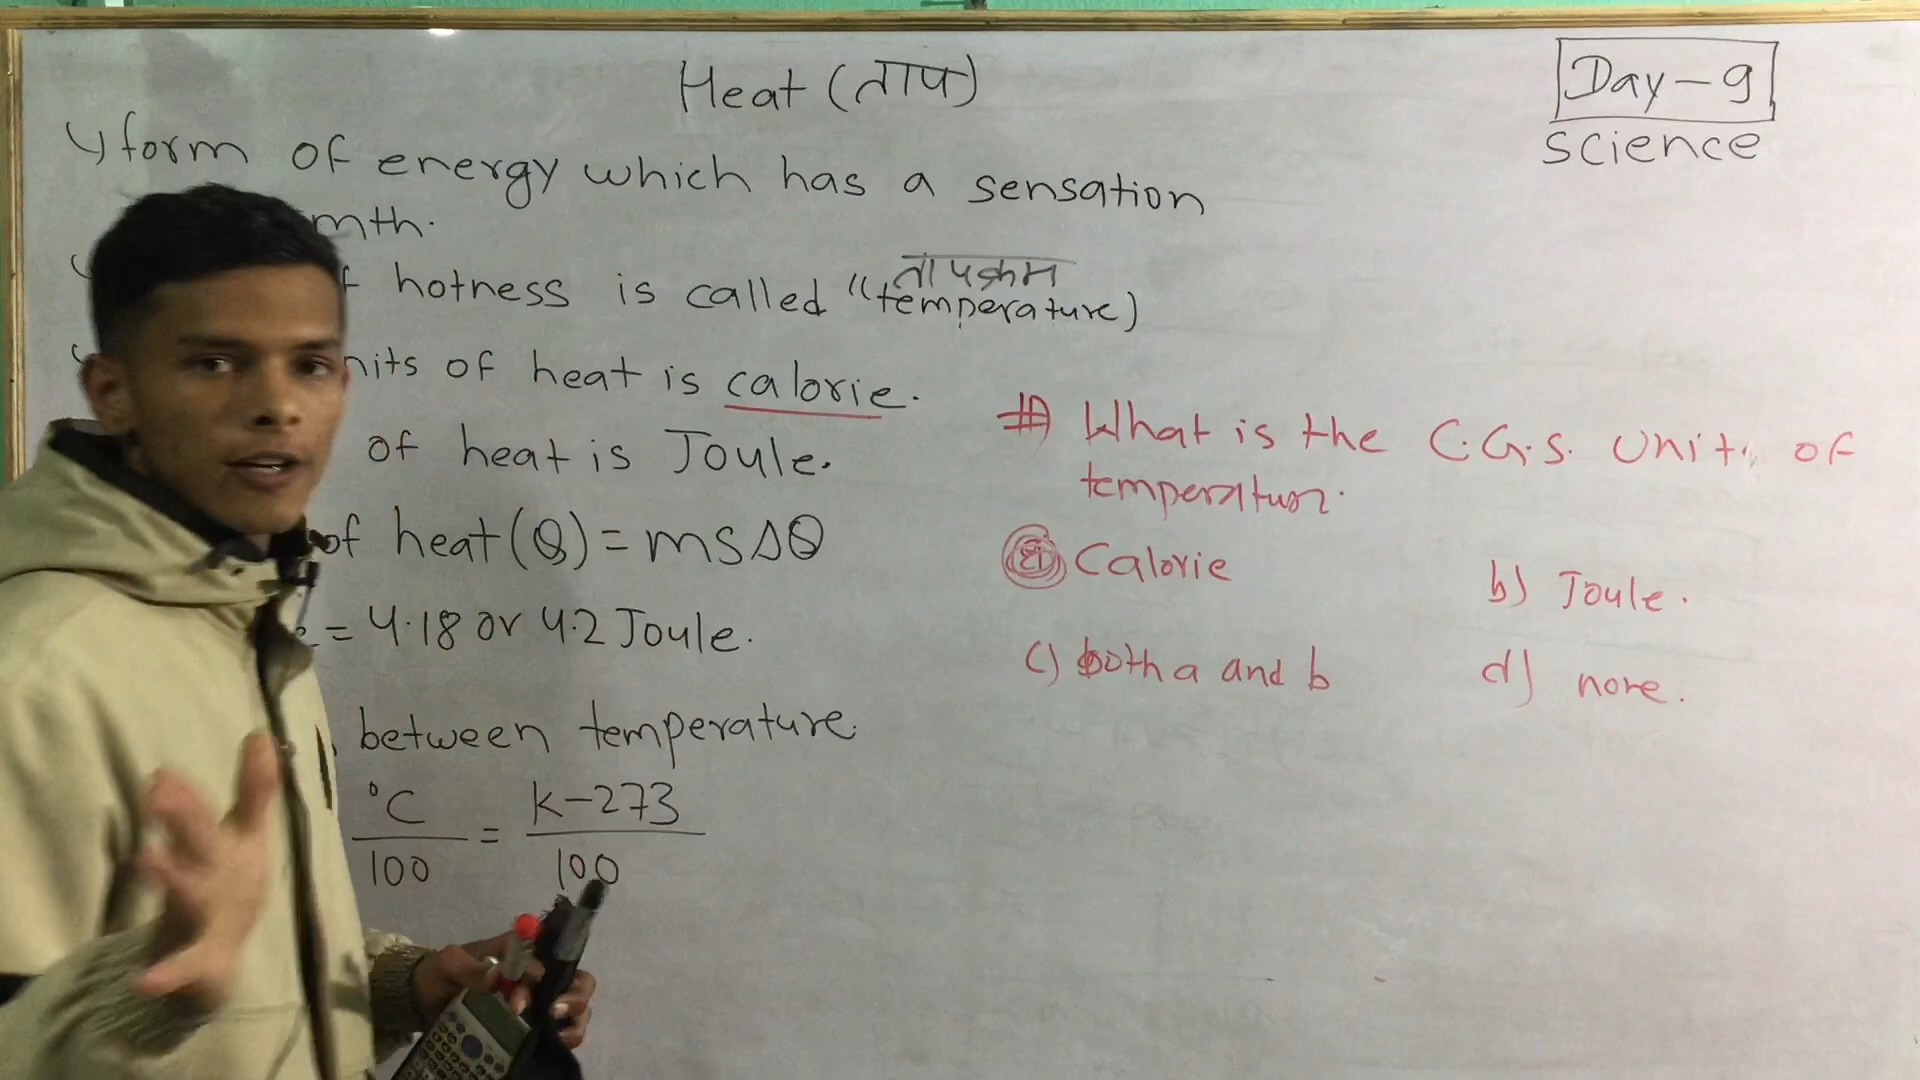 Heat (ताप)
Day-9
science
form of energy which has a sensation
mth.
f hotness is called "temperature)
तापक्रम
nits of heat is calorie.
of heat is Joule.
of heat (Q) = msΔθ
e = 4.18 or 4.2 Joule.
between temperature.
°C/100 = K-273/100
# What is the C.G.S. unit of
temperatur.
a) Calorie
b) Joule.
c) both a and b
d) none.